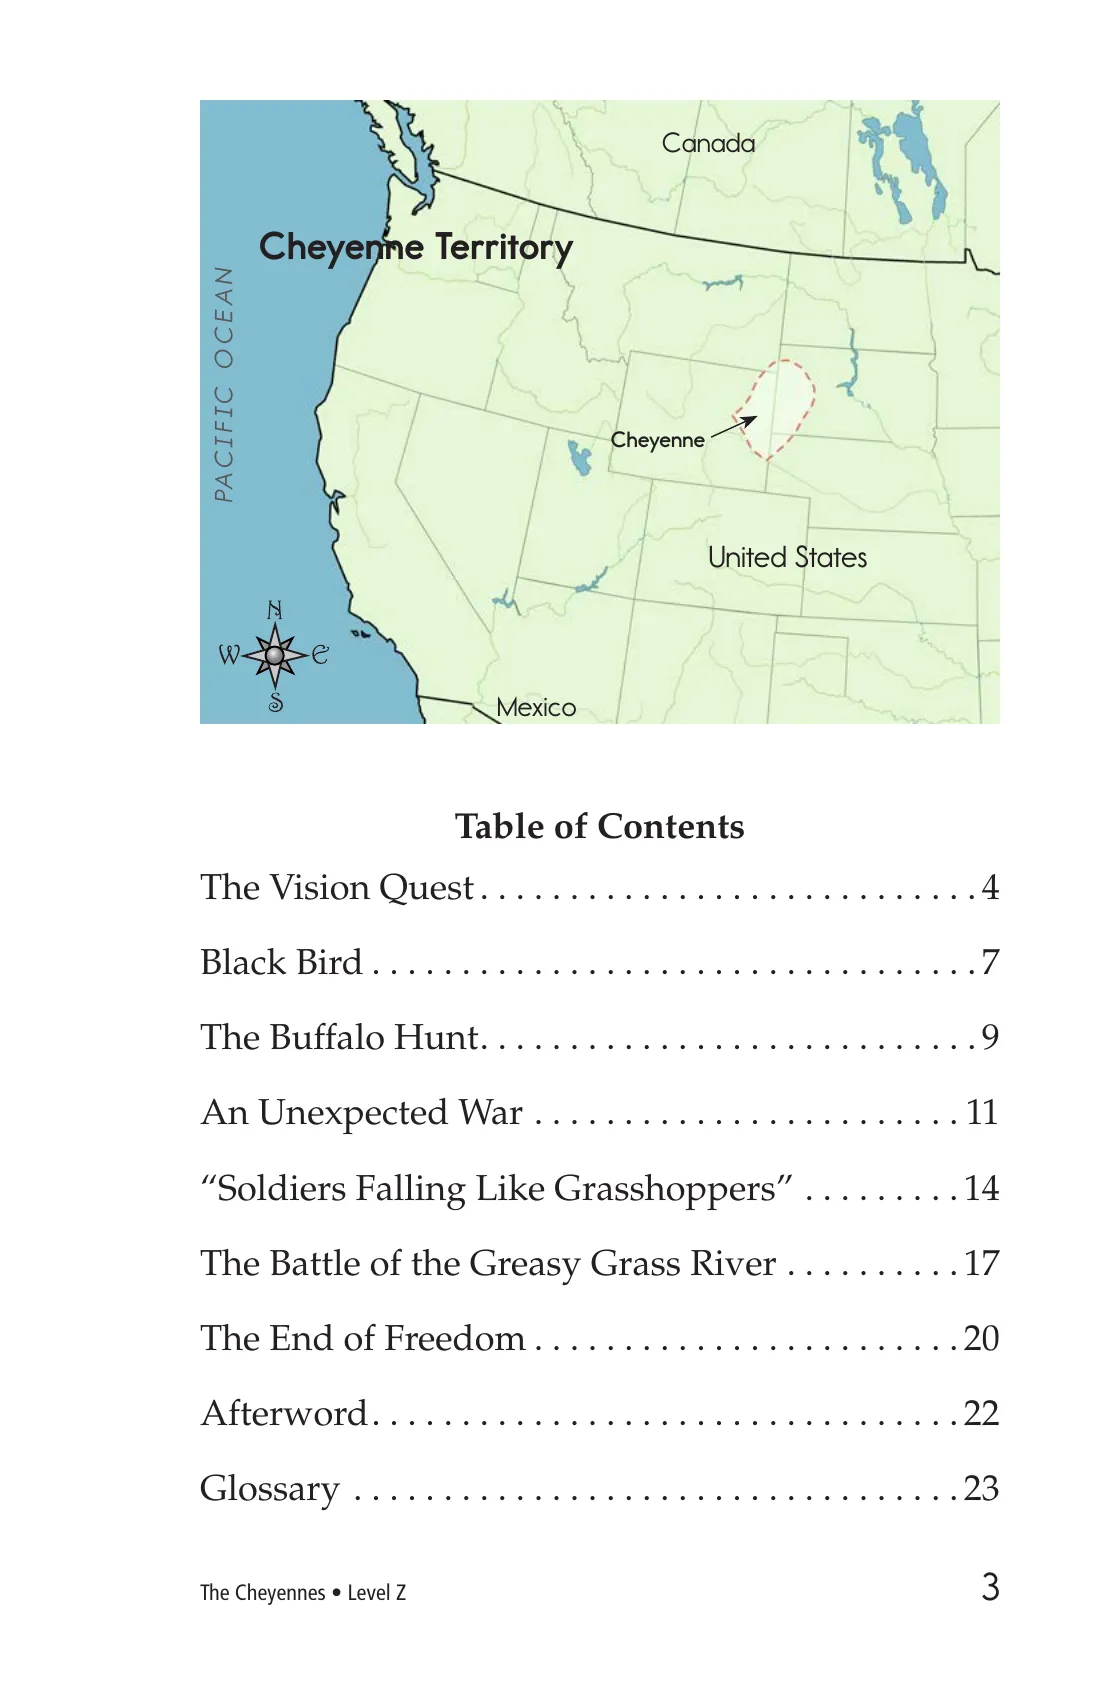 Canada
Cheyenne Territory
PACIFIC OCEAN
Cheyenne
United States
N
W E
S
Mexico
Table of Contents
The Vision Quest . . . . . . . . . . . . . . . . . . . . . . . . . . . . 4
Black Bird . . . . . . . . . . . . . . . . . . . . . . . . . . . . . . . . . . 7
The Buffalo Hunt. . . . . . . . . . . . . . . . . . . . . . . . . . . . 9
An Unexpected War . . . . . . . . . . . . . . . . . . . . . . . . 11
“Soldiers Falling Like Grasshoppers” . . . . . . . . . 14
The Battle of the Greasy Grass River . . . . . . . . . . 17
The End of Freedom . . . . . . . . . . . . . . . . . . . . . . . . 20
Afterword . . . . . . . . . . . . . . . . . . . . . . . . . . . . . . . . . 22
Glossary . . . . . . . . . . . . . . . . . . . . . . . . . . . . . . . . . . 23
The Cheyennes • Level Z 3